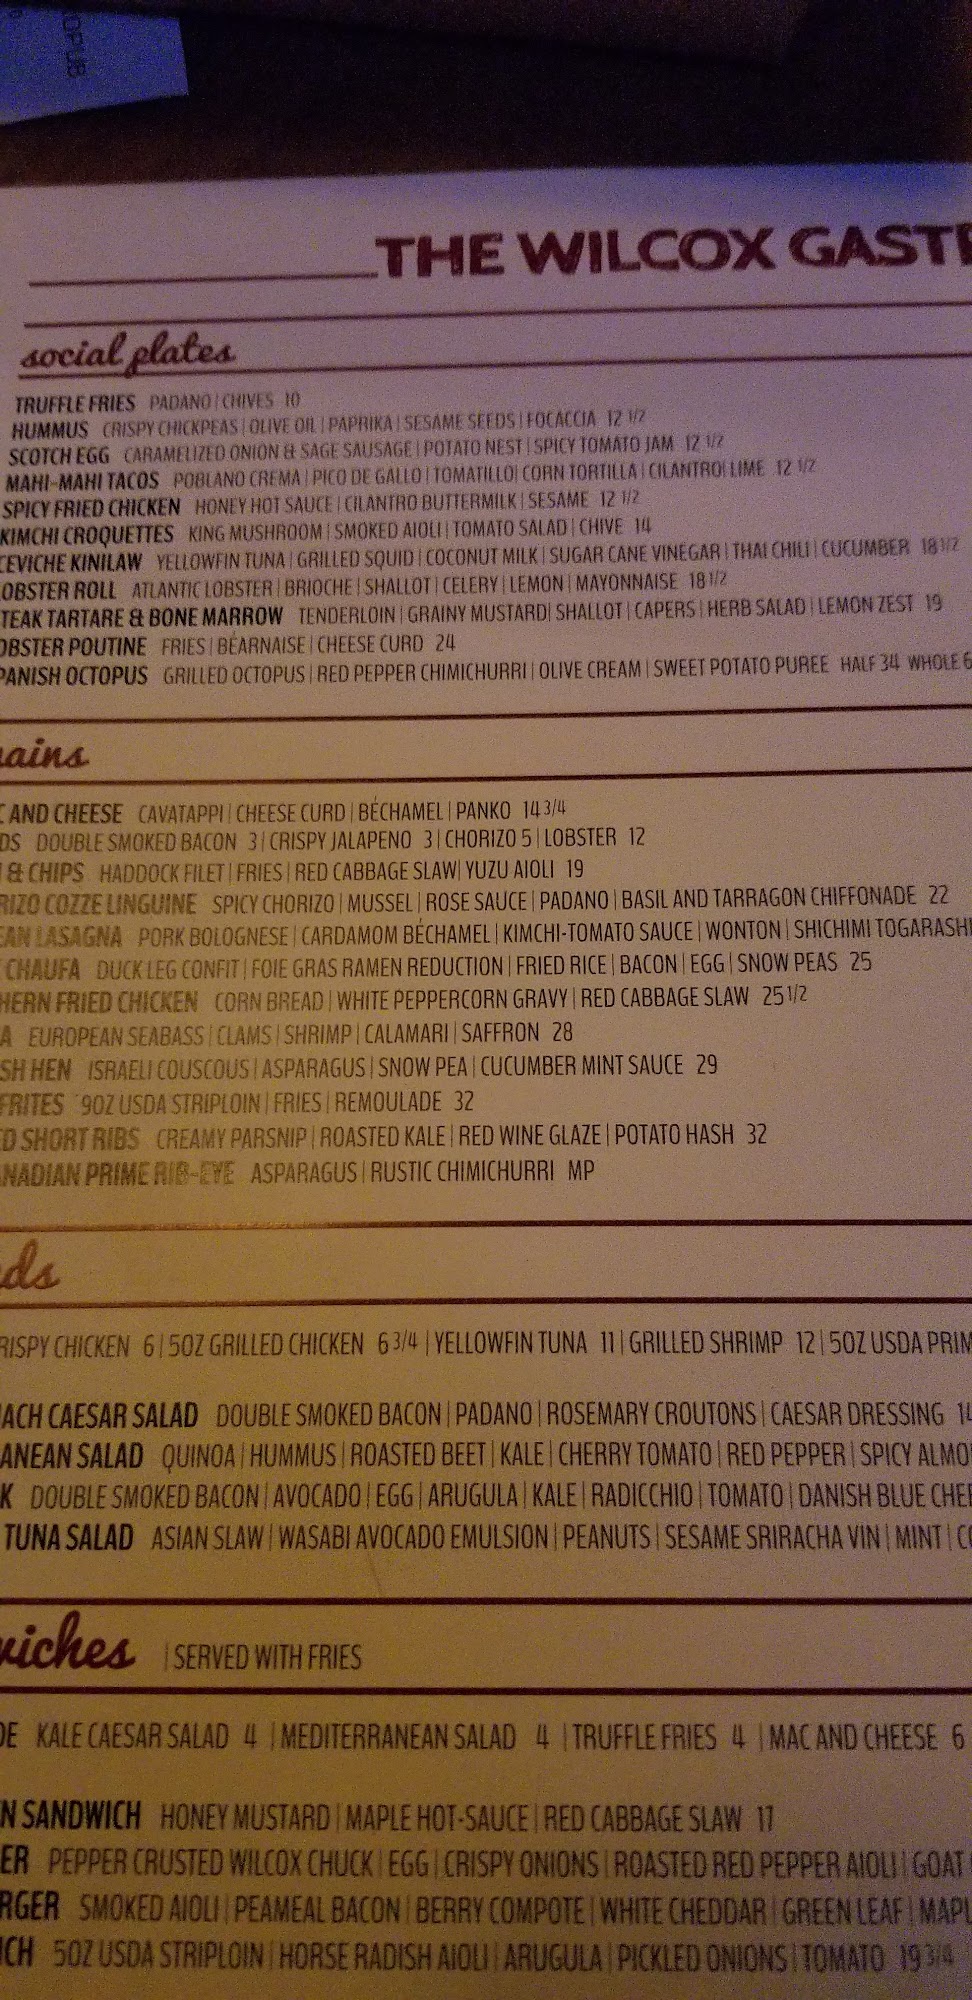 THE WILCOX GAST
social plates
TRUFFLE FRIES PADANO | CHIVES 10
HUMMUS CRISPY CHICKPEAS | OLIVE OIL | PAPRIKA | SESAME SEEDS | FOCACCIA 12 1/2
SCOTCH EGG CARAMELIZED ONION & SAGE SAUSAGE | POTATO NEST | SPICY TOMATO JAM 12 1/2
MAHI-MAHI TACOS POBLANO CREMA | PICO DE GALLO | TOMATILLO | CORN TORTILLA | CILANTRO | LIME 12 1/2
SPICY FRIED CHICKEN HONEY HOT SAUCE | CILANTRO BUTTERMILK | SESAME 12 1/2
KIMCHI CROQUETTES KING MUSHROOM | SMOKED AIOLI | TOMATO SALAD | CHIVE 14
CEVICHE KINILAW YELLOWFIN TUNA | GRILLED SQUID | COCONUT MILK | SUGAR CANE VINEGAR | THAI CHILI | CUCUMBER 18 1/2
OBSTER ROLL ATLANTIC LOBSTER | BRIOCHE | SHALLOT | CELERY | LEMON | MAYONNAISE 18 1/2
TEAK TARTARE & BONE MARROW TENDERLOIN | GRAINY MUSTARD | SHALLOT | CAPERS | HERB SALAD | LEMON ZEST 19
OBSTER POUTINE FRIES | BÉARNAISE | CHEESE CURD 24
PANISH OCTOPUS GRILLED OCTOPUS | RED PEPPER CHIMICHURRI | OLIVE CREAM | SWEET POTATO PUREE HALF 34 WHOLE 6
ains
C AND CHEESE CAVATAPPI | CHEESE CURD | BÉCHAMEL | PANKO 14 3/4
DS DOUBLE SMOKED BACON 3 | CRISPY JALAPENO 3 | CHORIZO 5 | LOBSTER 12
& CHIPS HADDOCK FILET | FRIES | RED CABBAGE SLAW | YUZU AIOLI 19
RIZO COZZE LINGUINE SPICY CHORIZO | MUSSEL | ROSE SAUCE | PADANO | BASIL AND TARRAGON CHIFFONADE 22
EAN LASAGNA PORK BOLOGNESE | CARDAMOM BÉCHAMEL | KIMCHI-TOMATO SAUCE | WONTON | SHICHIMI TOGARASHI
CHAUFA DUCK LEG CONFIT | FOIE GRAS RAMEN REDUCTION | FRIED RICE | BACON | EGG | SNOW PEAS 25
HERN FRIED CHICKEN CORN BREAD | WHITE PEPPERCORN GRAVY | RED CABBAGE SLAW 25 1/2
A EUROPEAN SEABASS | CLAMS | SHRIMP | CALAMARI | SAFFRON 28
SH HEN ISRAELI COUSCOUS | ASPARAGUS | SNOW PEA | CUCUMBER MINT SAUCE 29
FRITES 9OZ USDA STRIPLOIN | FRIES | REMOULADE 32
ED SHORT RIBS CREAMY PARSNIP | ROASTED KALE | RED WINE GLAZE | POTATO HASH 32
NADIAN PRIME RIB-EYE ASPARAGUS | RUSTIC CHIMICHURRI MP
ds
RISPY CHICKEN 6 | 5OZ GRILLED CHICKEN 6 3/4 | YELLOWFIN TUNA 11 | GRILLED SHRIMP 12 | 5OZ USDA PRIM
ACH CAESAR SALAD DOUBLE SMOKED BACON | PADANO | ROSEMARY CROUTONS | CAESAR DRESSING 14
ANEAN SALAD QUINOA | HUMMUS | ROASTED BEET | KALE | CHERRY TOMATO | RED PEPPER | SPICY ALMO
K DOUBLE SMOKED BACON | AVOCADO | EGG | ARUGULA | KALE | RADICCHIO | TOMATO | DANISH BLUE CHEE
TUNA SALAD ASIAN SLAW | WASABI AVOCADO EMULSION | PEANUTS | SESAME SRIRACHA VIN | MINT | CO
wiches | SERVED WITH FRIES
DE KALE CAESAR SALAD 4 | MEDITERRANEAN SALAD 4 | TRUFFLE FRIES 4 | MAC AND CHEESE 6
N SANDWICH HONEY MUSTARD | MAPLE HOT-SAUCE | RED CABBAGE SLAW 17
ER PEPPER CRUSTED WILCOX CHUCK | EGG | CRISPY ONIONS | ROASTED RED PEPPER AIOLI | GOAT
RGER SMOKED AIOLI | PEAMEAL BACON | BERRY COMPOTE | WHITE CHEDDAR | GREEN LEAF | MAPL
ICH 5OZ USDA STRIPLOIN | HORSE RADISH AIOLI | ARUGULA | PICKLED ONIONS | TOMATO 19 3/4